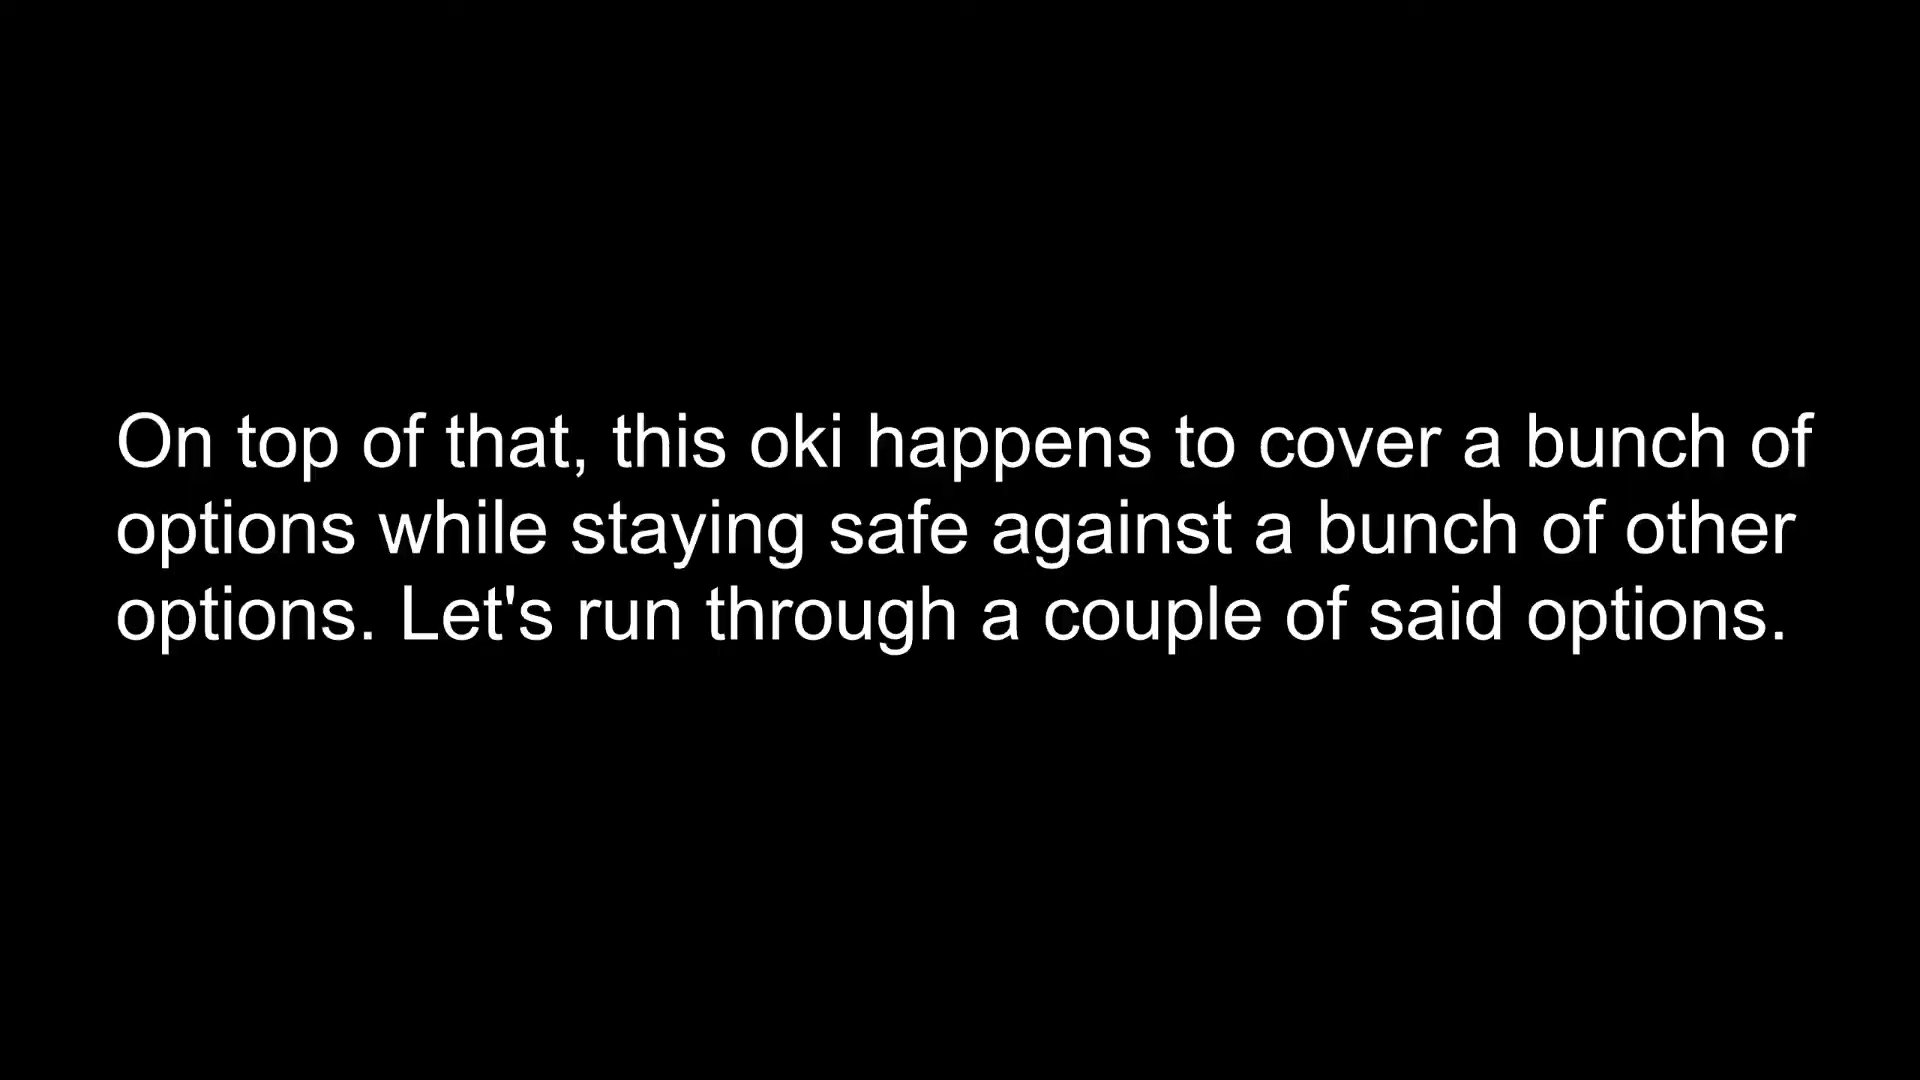 On top of that, this oki happens to cover a bunch of
options while staying safe against a bunch of other
options. Let's run through a couple of said options.